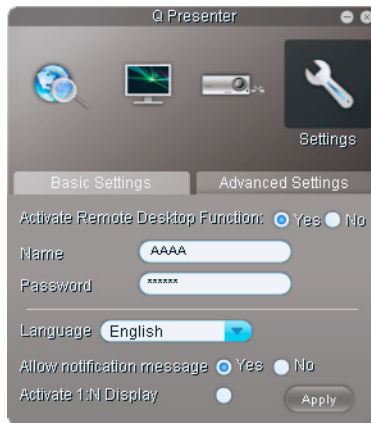 Q Presenter
Settings
Basic Settings Advanced Settings
Activate Remote Desktop Function: Yes No
Name AAAA
Password ******
Language English
Allow notification message Yes No
Activate 1:N Display Apply